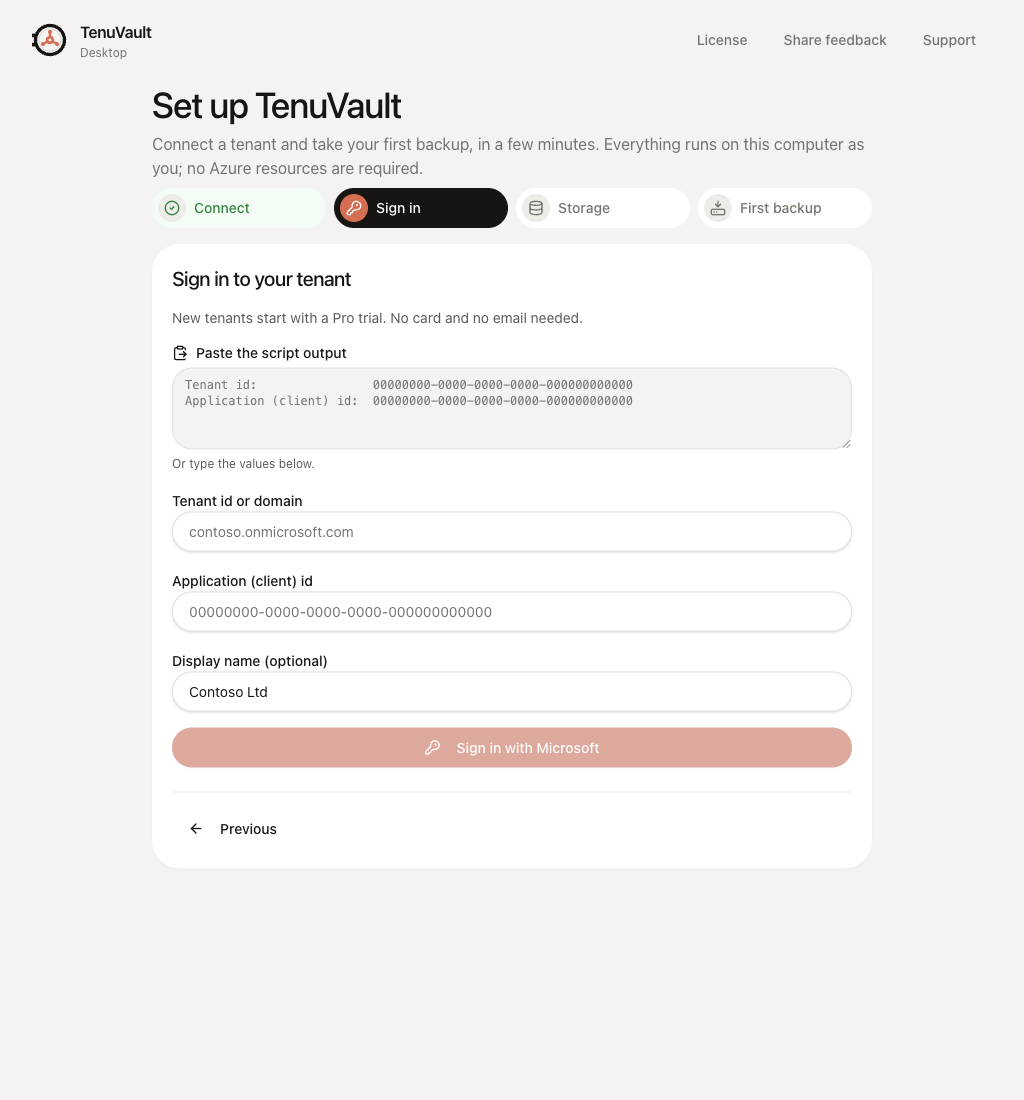 TenuVault
Desktop
License
Share feedback
Support
Set up TenuVault
Connect a tenant and take your first backup, in a few minutes. Everything runs on this computer as
you; no Azure resources are required.
Connect
Sign in
Storage
First backup
Sign in to your tenant
New tenants start with a Pro trial. No card and no email needed.
Paste the script output
Tenant id: 00000000-0000-0000-0000-000000000000
Application (client) id: 00000000-0000-0000-0000-000000000000
Or type the values below.
Tenant id or domain
contoso.onmicrosoft.com
Application (client) id
00000000-0000-0000-0000-000000000000
Display name (optional)
Contoso Ltd
Sign in with Microsoft
Previous